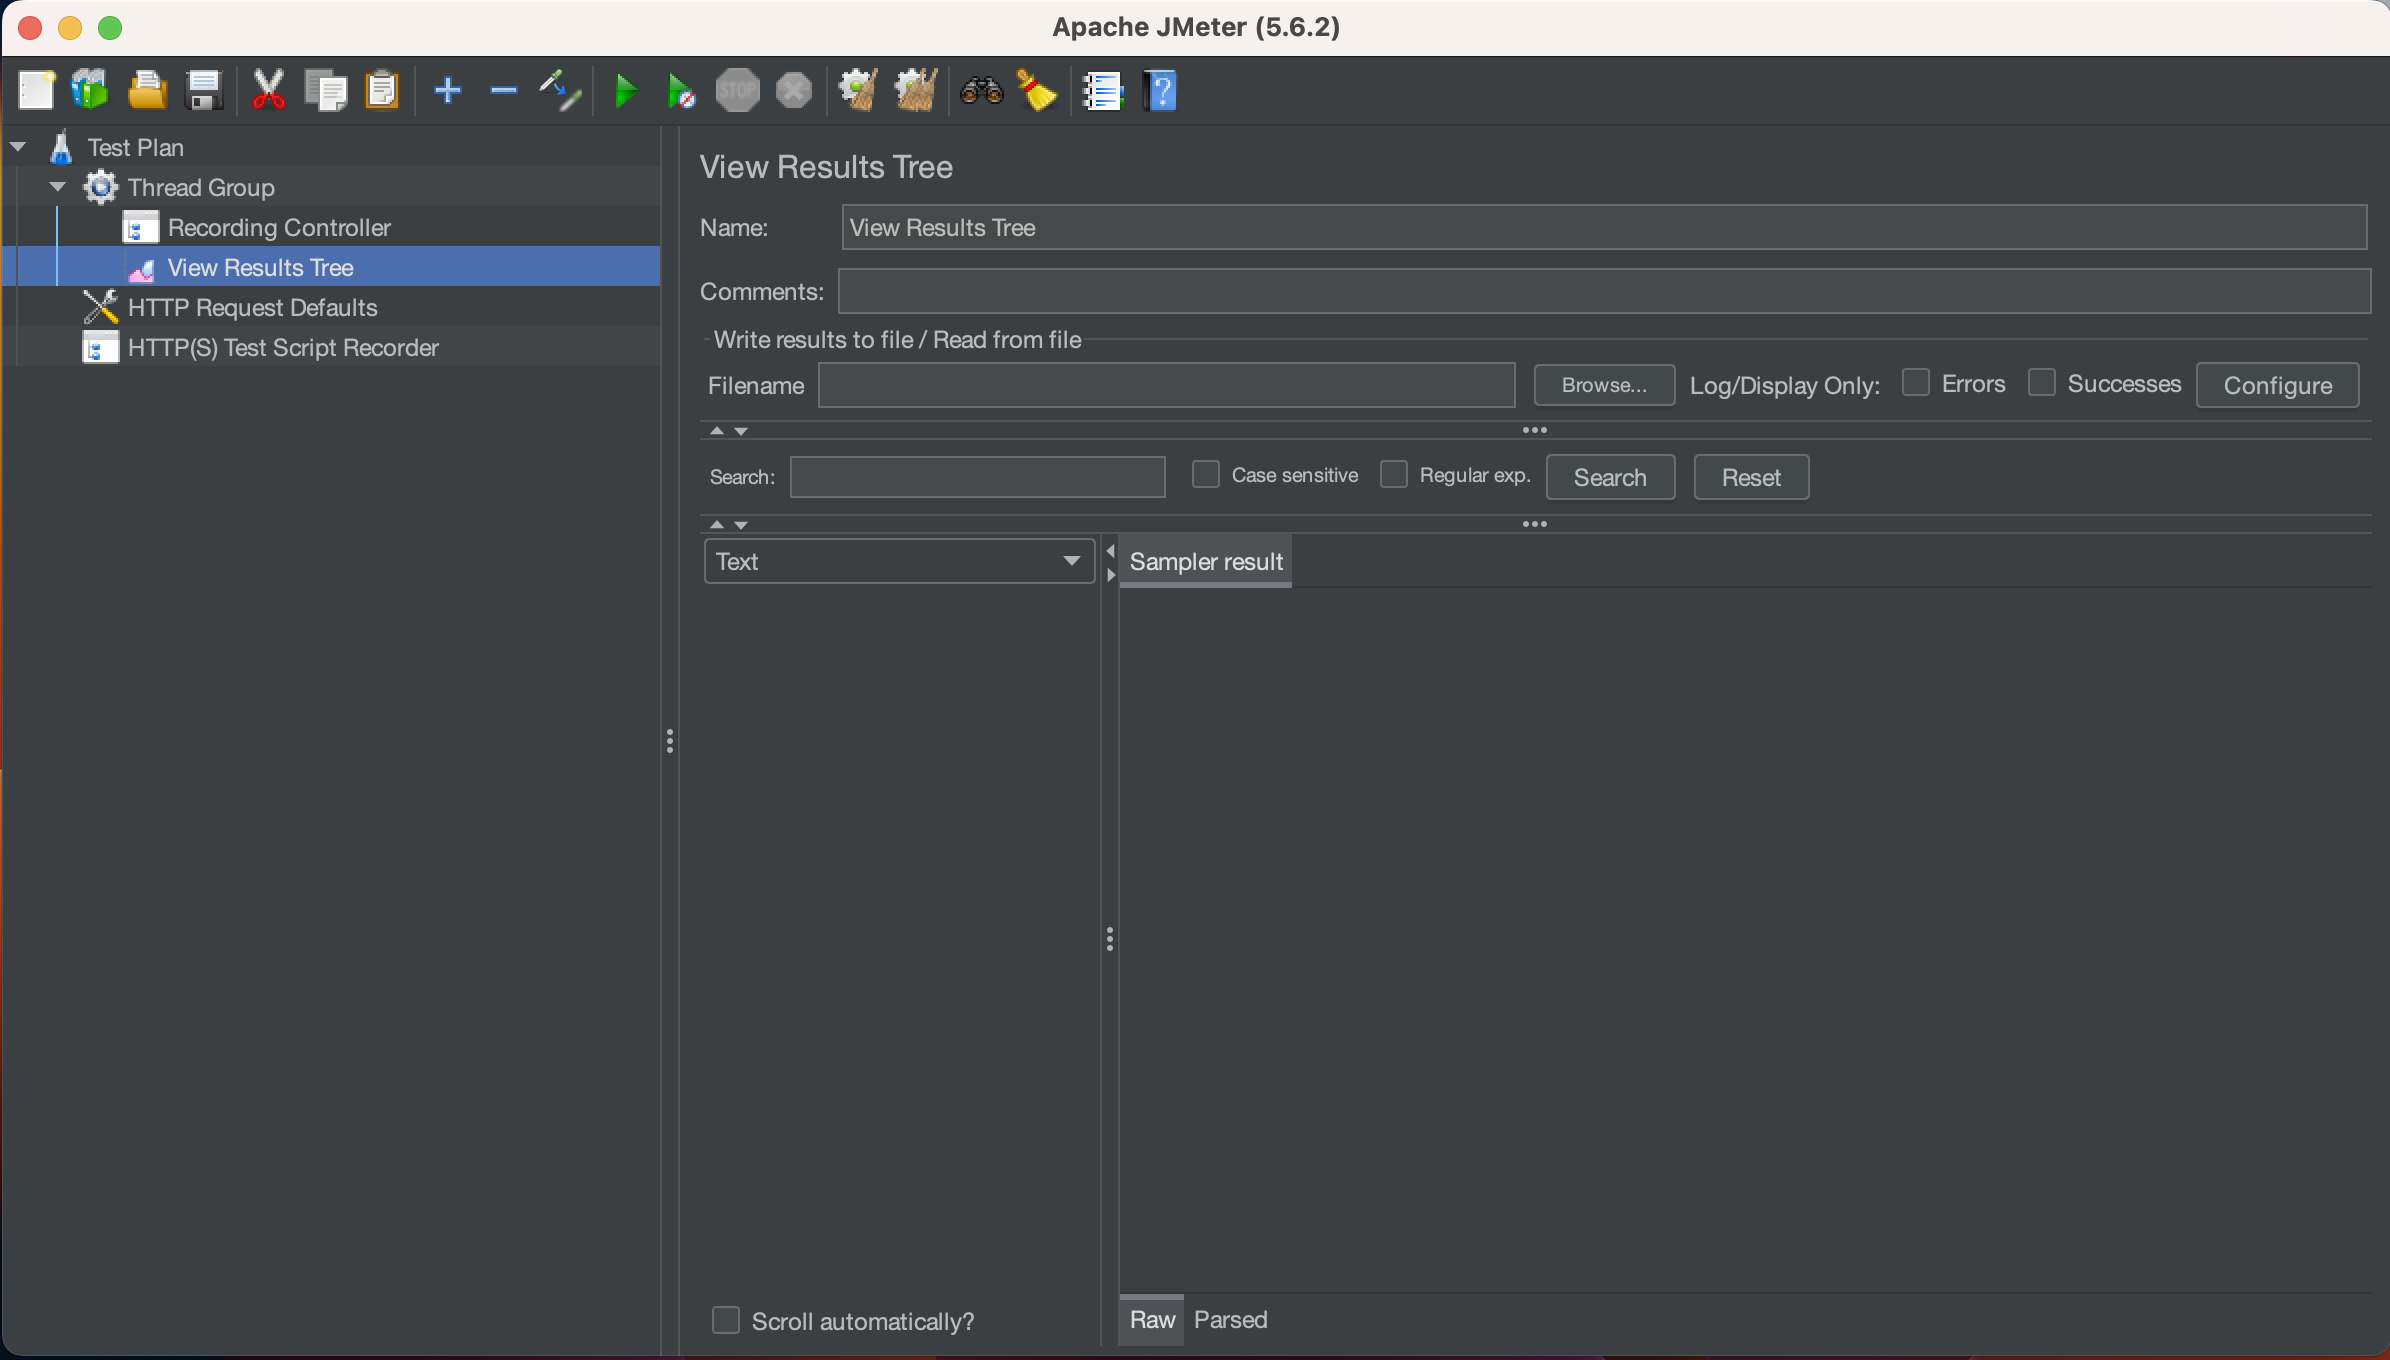 Apache JMeter (5.6.2)
STOP
Test Plan
Thread Group
Recording Controller
View Results Tree
HTTP Request Defaults
HTTP(S) Test Script Recorder
View Results Tree
Name: View Results Tree
Comments:
Write results to file / Read from file
Filename Browse... Log/Display Only: Errors Successes Configure
Search: Case sensitive Regular exp. Search Reset
Text
Sampler result
Scroll automatically?
Raw Parsed